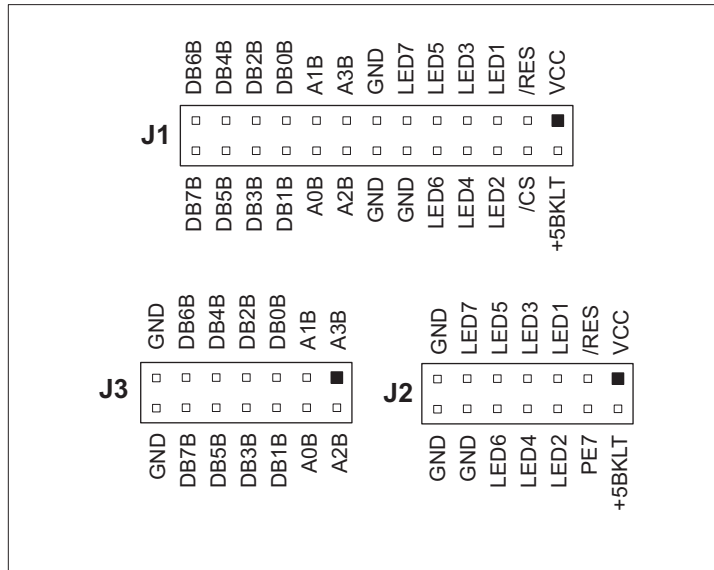 DB6B DB4B DB2B DB0B A1B A3B GND LED7 LED5 LED3 LED1 /RES VCC
J1
DB7B DB5B DB3B DB1B A0B A2B GND GND LED6 LED4 LED2 /CS +5BKLT
GND DB6B DB4B DB2B DB0B A1B A3B
J3
GND DB7B DB5B DB3B DB1B A0B A2B
GND LED7 LED5 LED3 LED1 /RES VCC
J2
GND GND LED6 LED4 LED2 PE7 +5BKLT